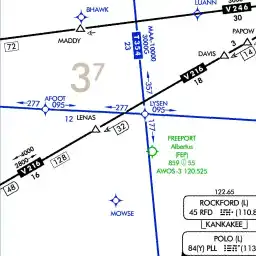 BHAWK
LUANN
V246
30
PAPOW
MADDY
72
T354
23
MAA-10000
DAVIS
3
14
37
357
V216
18
277
AFOOT
095
277
095
LYSEN
12
LENAS
32
177
FREEPORT
Albertus
(FEP)
859 55
AWOS-3 120.525
4000
2800
V216
16
128
48
MOWSE
122.65
ROCKFORD (L)
45 RFD (110.8
KANKAKEE
POLO (L)
84(Y) PLL (113